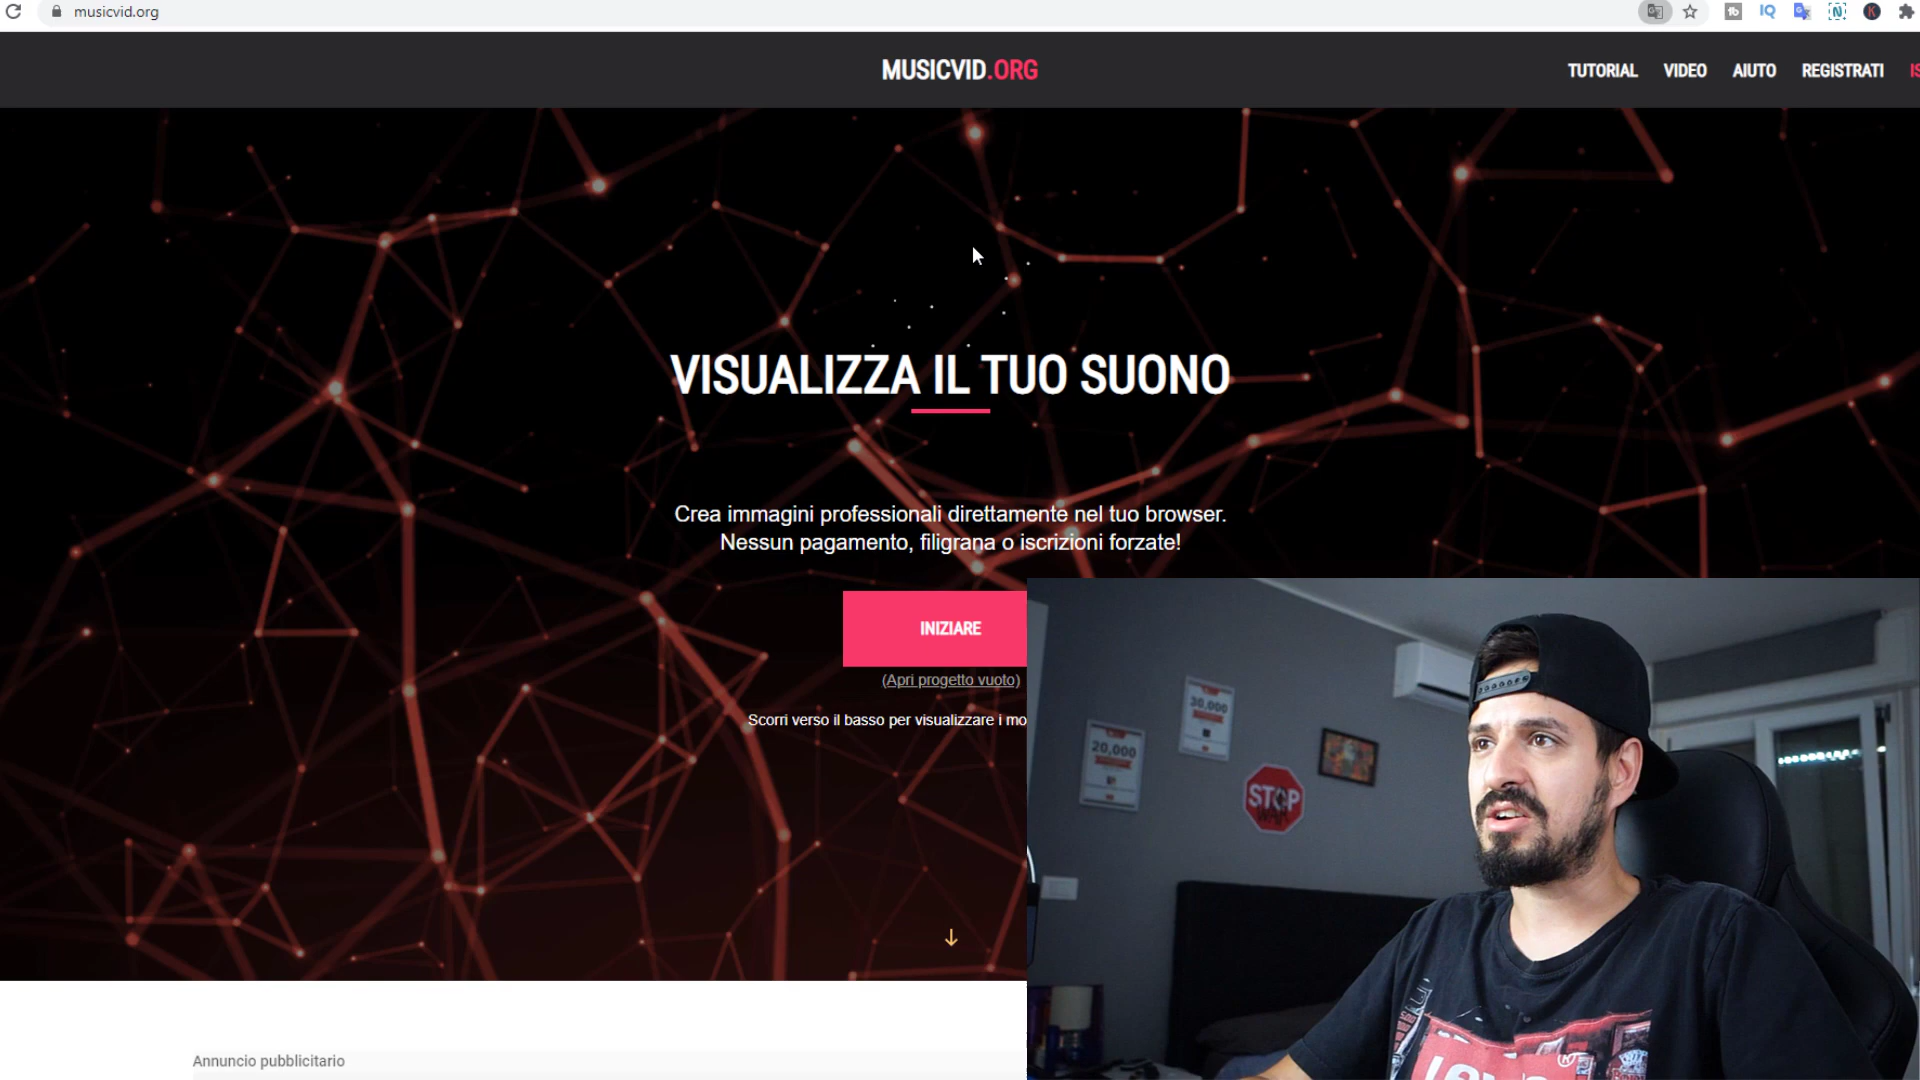 musicvid.org
MUSICVID.ORG
TUTORIAL
VIDEO
AIUTO
REGISTRATI
VISUALIZZA IL TUO SUONO
Crea immagini professionali direttamente nel tuo browser.
Nessun pagamento, filigrana o iscrizioni forzate!
INIZIARE
(Apri progetto vuoto)
Scorri verso il basso per visualizzare i mo
30,000
20,000
STOP
Annuncio pubblicitario